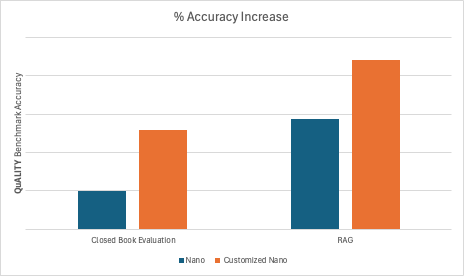 % Accuracy Increase
QuALITY Benchmark Accuracy
Closed Book Evaluation
RAG
Nano
Customized Nano